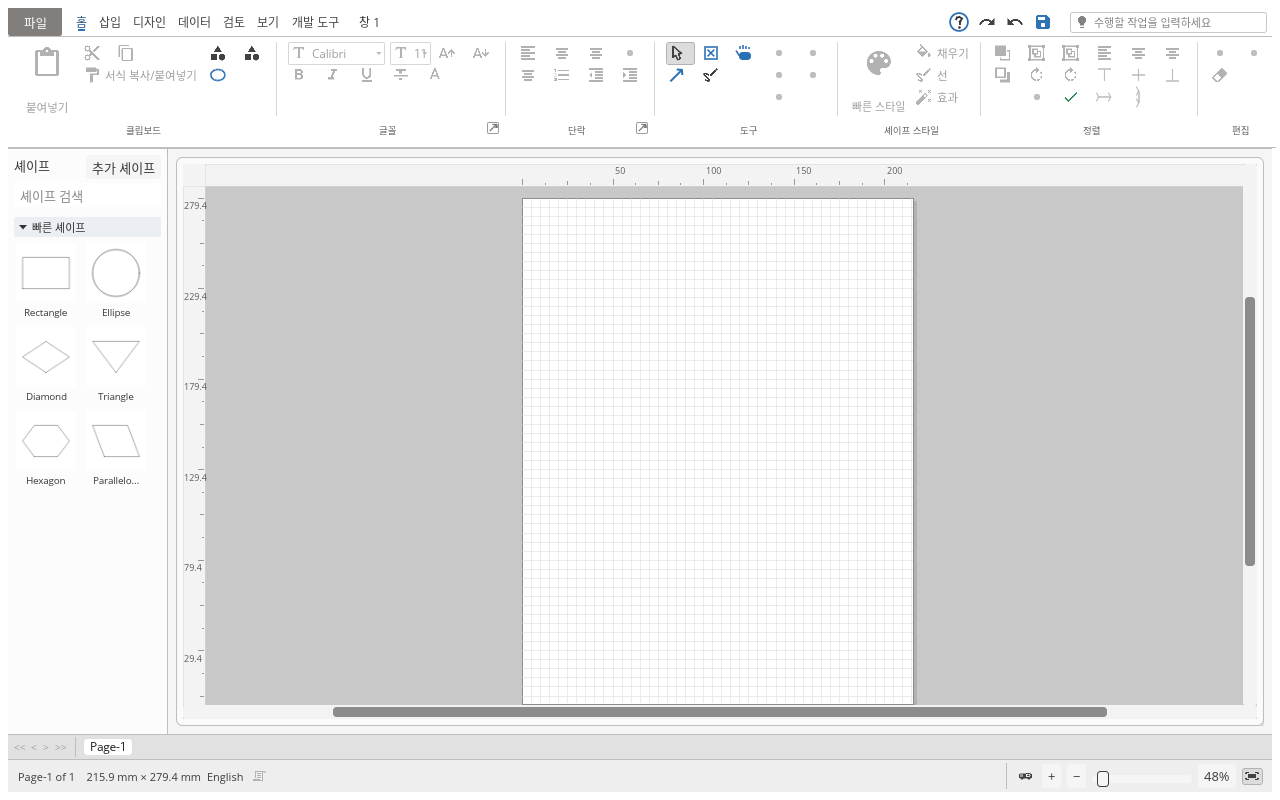 파일 홈 삽입 디자인 데이터 검토 보기 개발 도구 창 1 수행할 작업을 입력하세요
붙여넣기
서식 복사/붙여넣기
클립보드
Calibri 11
글꼴
단락
도구
빠른 스타일
채우기
선
효과
셰이프 스타일
정렬
편집
셰이프 추가 셰이프
셰이프 검색
빠른 셰이프
Rectangle Ellipse
Diamond Triangle
Hexagon Parallelo...
50 100 150 200
279.4
229.4
179.4
129.4
79.4
29.4
<< < > >> Page-1
Page-1 of 1 215.9 mm × 279.4 mm English 48%